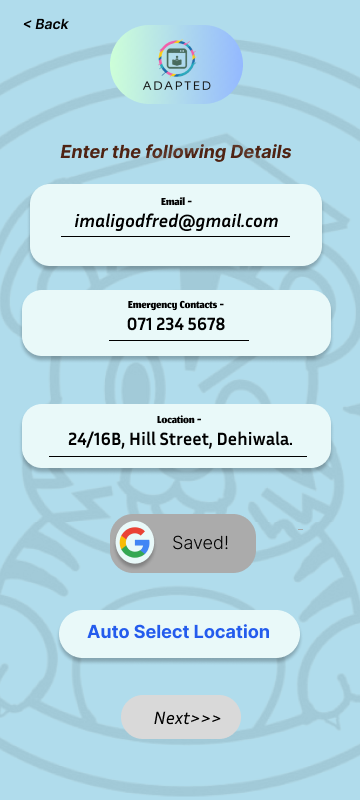 < Back
ADAPTED
Enter the following Details
Email -
imaligodfred@gmail.com
Emergency Contacts -
071 234 5678
Location -
24/16B, Hill Street, Dehiwala.
Saved!
Auto Select Location
Next>>>